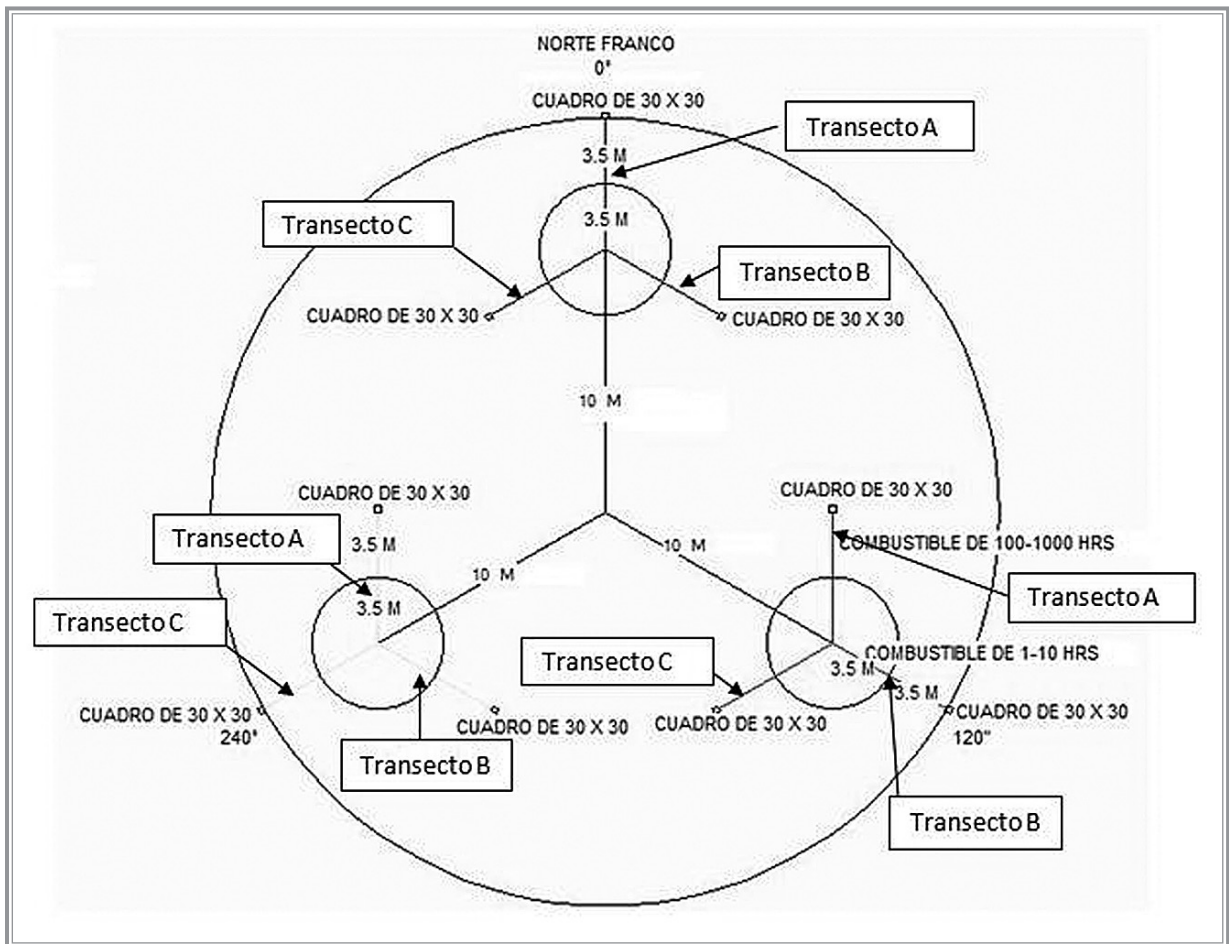 NORTE FRANCO
0°
CUADRO DE 30 X 30
Transecto A
3.5 M
3.5 M
Transecto C
Transecto B
CUADRO DE 30 X 30
CUADRO DE 30 X 30
10 M
CUADRO DE 30 X 30
CUADRO DE 30 X 30
Transecto A
3.5 M
10 M
COMBUSTIBLE DE 100-1000 HRS
10 M
Transecto A
3.5 M
Transecto C
Transecto C
COMBUSTIBLE DE 1-10 HRS
3.5 M
3.5 M
CUADRO DE 30 X 30
240°
CUADRO DE 30 X 30
CUADRO DE 30 X 30
CUADRO DE 30 X 30
120°
Transecto B
Transecto B